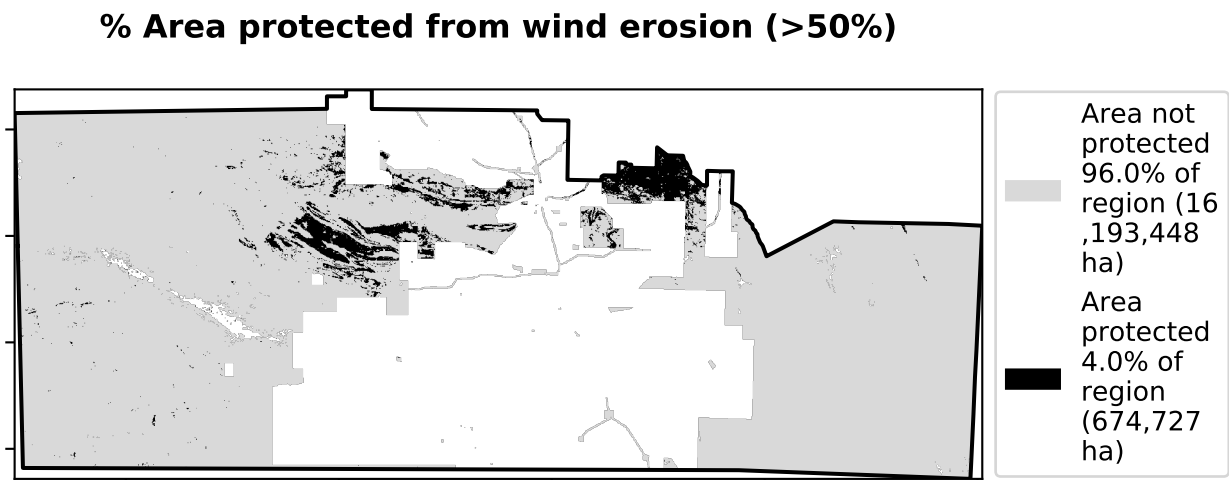 % Area protected from wind erosion (>50%)
Area not
protected
96.0% of
region (16
,193,448
ha)
Area
protected
4.0% of
region
(674,727
ha)